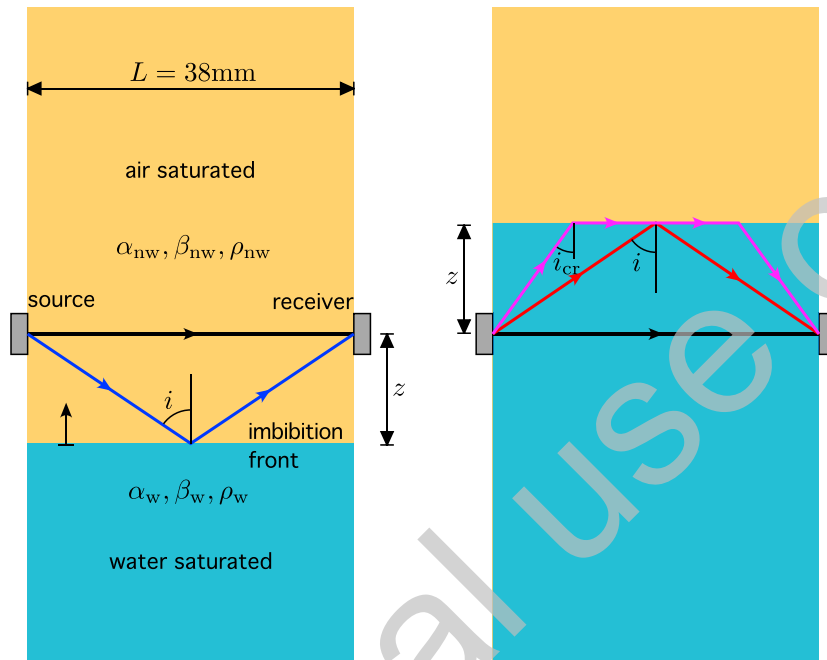 L = 38mm
air saturated
α_nw, β_nw, ρ_nw
source
receiver
z
i
imbibition
front
α_w, β_w, ρ_w
water saturated
z
i_cr
i
al use o